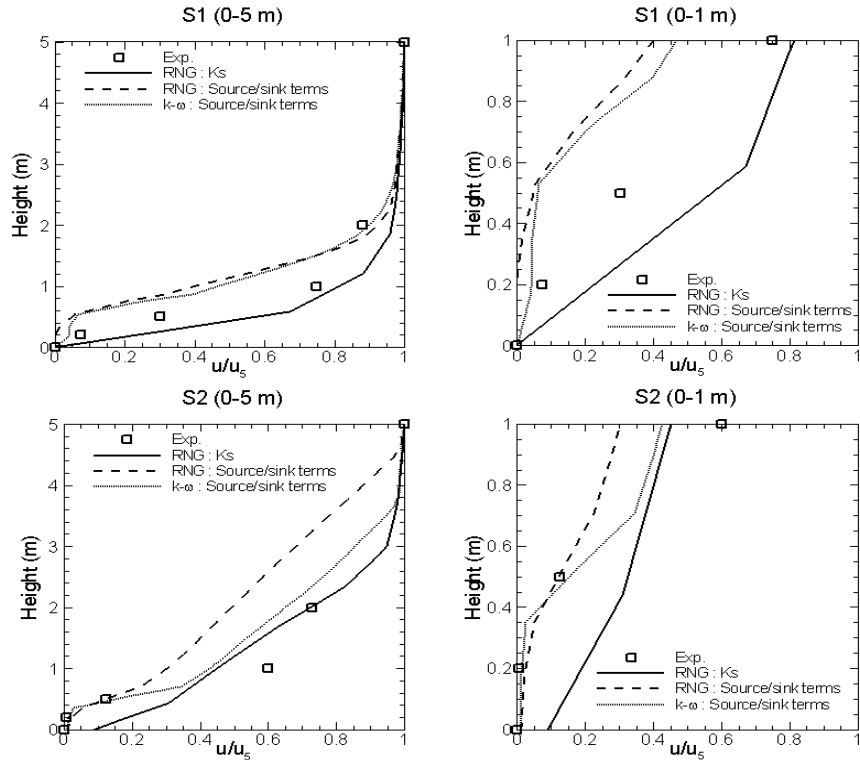 S1 (0-5 m)
5
4
3
2
1
0
Height (m)
Exp.
RNG : Ks
RNG : Source/sink terms
k-ω : Source/sink terms
0 0.2 0.4 0.6 0.8 1
u/u5
S1 (0-1 m)
1
0.8
0.6
0.4
0.2
0
Height (m)
Exp.
RNG : Ks
RNG : Source/sink terms
k-ω : Source/sink terms
0 0.2 0.4 0.6 0.8 1
u/u5
S2 (0-5 m)
5
4
3
2
1
0
Height (m)
Exp.
RNG : Ks
RNG : Source/sink terms
k-ω : Source/sink terms
0 0.2 0.4 0.6 0.8 1
u/u5
S2 (0-1 m)
1
0.8
0.6
0.4
0.2
0
Height (m)
Exp.
RNG : Ks
RNG : Source/sink terms
k-ω : Source/sink terms
0 0.2 0.4 0.6 0.8 1
u/u5